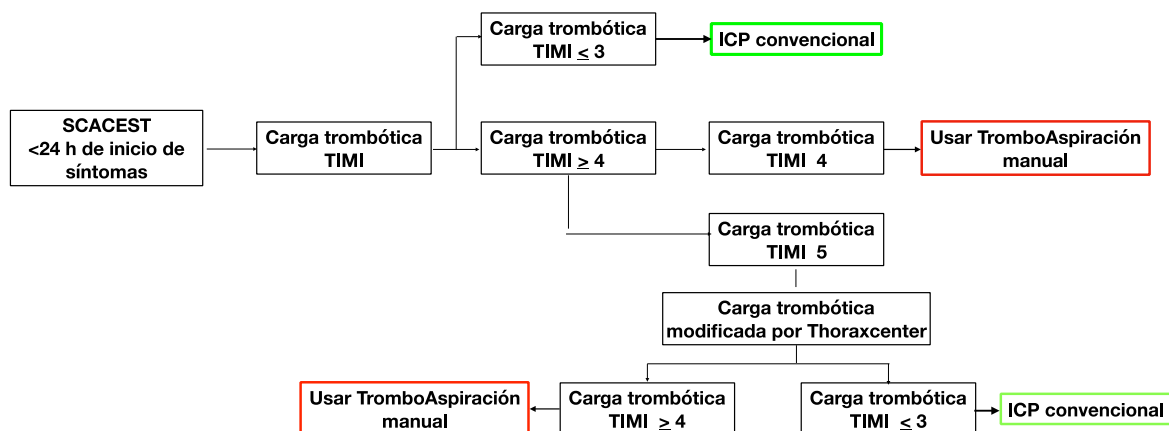 Carga trombótica
TIMI ≤ 3
ICP convencional
SCACEST
<24 h de inicio de
síntomas
Carga trombótica
TIMI
Carga trombótica
TIMI ≥ 4
Carga trombótica
TIMI 4
Usar TromboAspiración
manual
Carga trombótica
TIMI 5
Carga trombótica
modificada por Thoraxcenter
Usar TromboAspiración
manual
Carga trombótica
TIMI ≥ 4
Carga trombótica
TIMI ≤ 3
ICP convencional